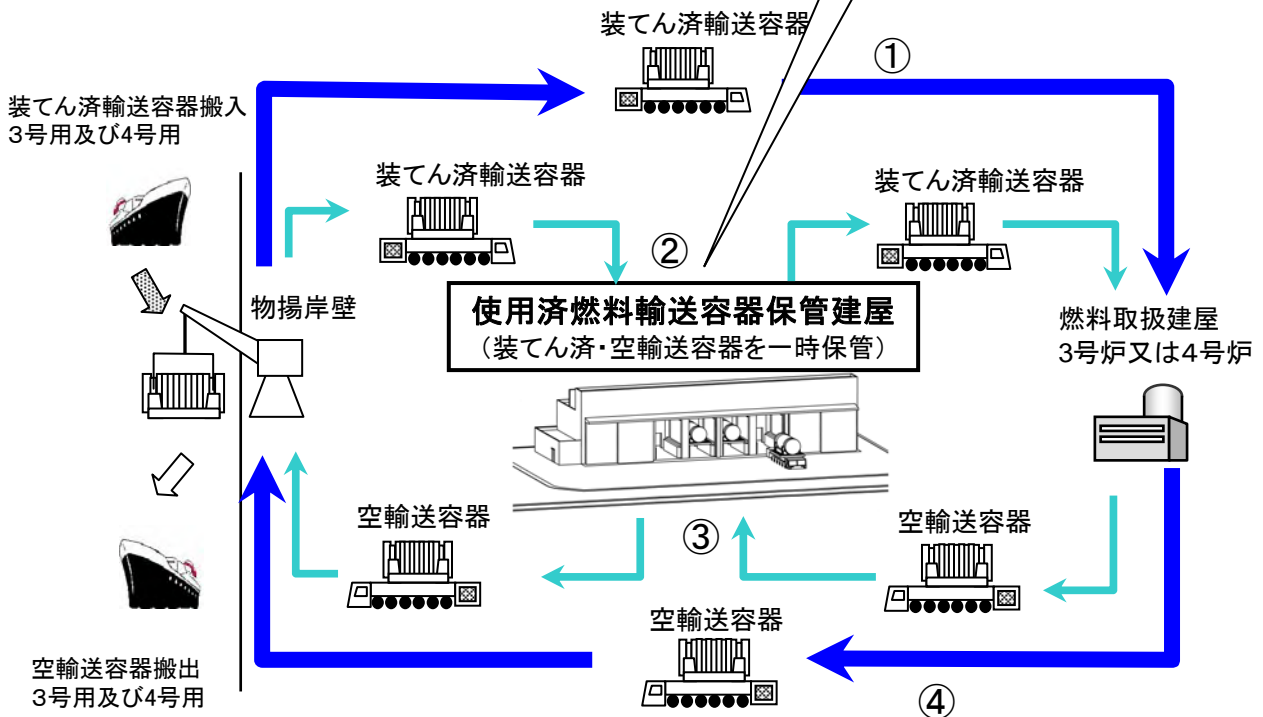 装てん済輸送容器
①
装てん済輸送容器搬入
3号用及び4号用
装てん済輸送容器
装てん済輸送容器
②
物揚岸壁
使用済燃料輸送容器保管建屋
(装てん済・空輸送容器を一時保管)
燃料取扱建屋
3号炉又は4号炉
空輸送容器
③
空輸送容器
空輸送容器
空輸送容器搬出
3号用及び4号用
④